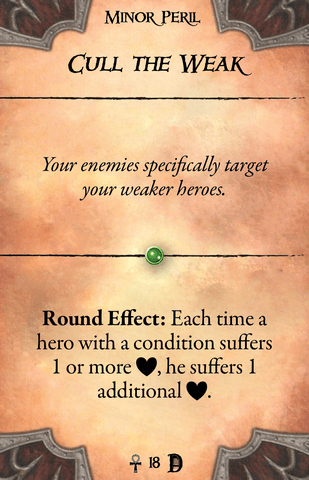 Minor Peril
Cull the Weak
Your enemies specifically target
your weaker heroes.
Round Effect: Each time a
hero with a condition suffers
1 or more ♥, he suffers 1
additional ♥.
18 D